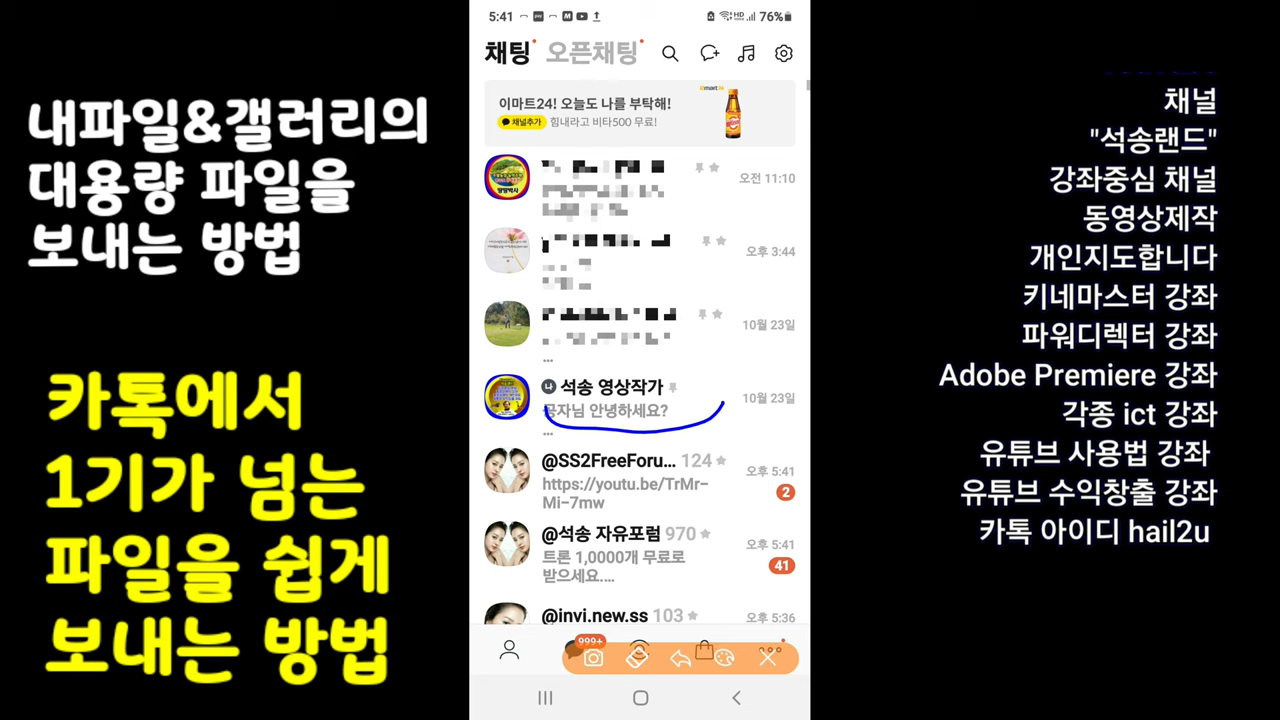 내파일&갤러리의
대용량 파일을
보내는 방법
카톡에서
1기가 넘는
파일을 쉽게
보내는 방법
5:41
76%
채팅 오픈채팅
이마트24! 오늘도 나를 부탁해!
채널추가 힘내라고 비타500 무료!
오전 11:10
오후 3:44
10월 23일
...
나 석송 영상작가
10월 23일
공자님 안녕하세요?
...
@SS2FreeForu... 124
오후 5:41
https://youtu.be/TrMr-
Mi-7mw
2
@석송 자유포럼 970
오후 5:41
트론 1,0000개 무료로
받으세요....
41
@invi.new.ss 103
오후 5:36
999+
채널
"석송랜드"
강좌중심 채널
동영상제작
개인지도합니다
키네마스터 강좌
파워디렉터 강좌
Adobe Premiere 강좌
각종 ict 강좌
유튜브 사용법 강좌
유튜브 수익창출 강좌
카톡 아이디 hail2u